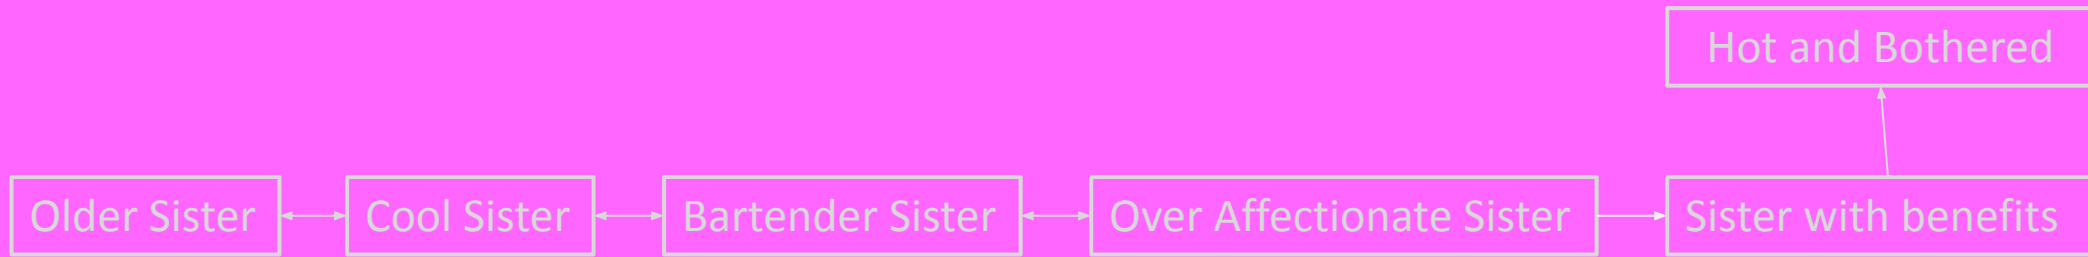 Hot and Bothered
Older Sister
Cool Sister
Bartender Sister
Over Affectionate Sister
Sister with benefits